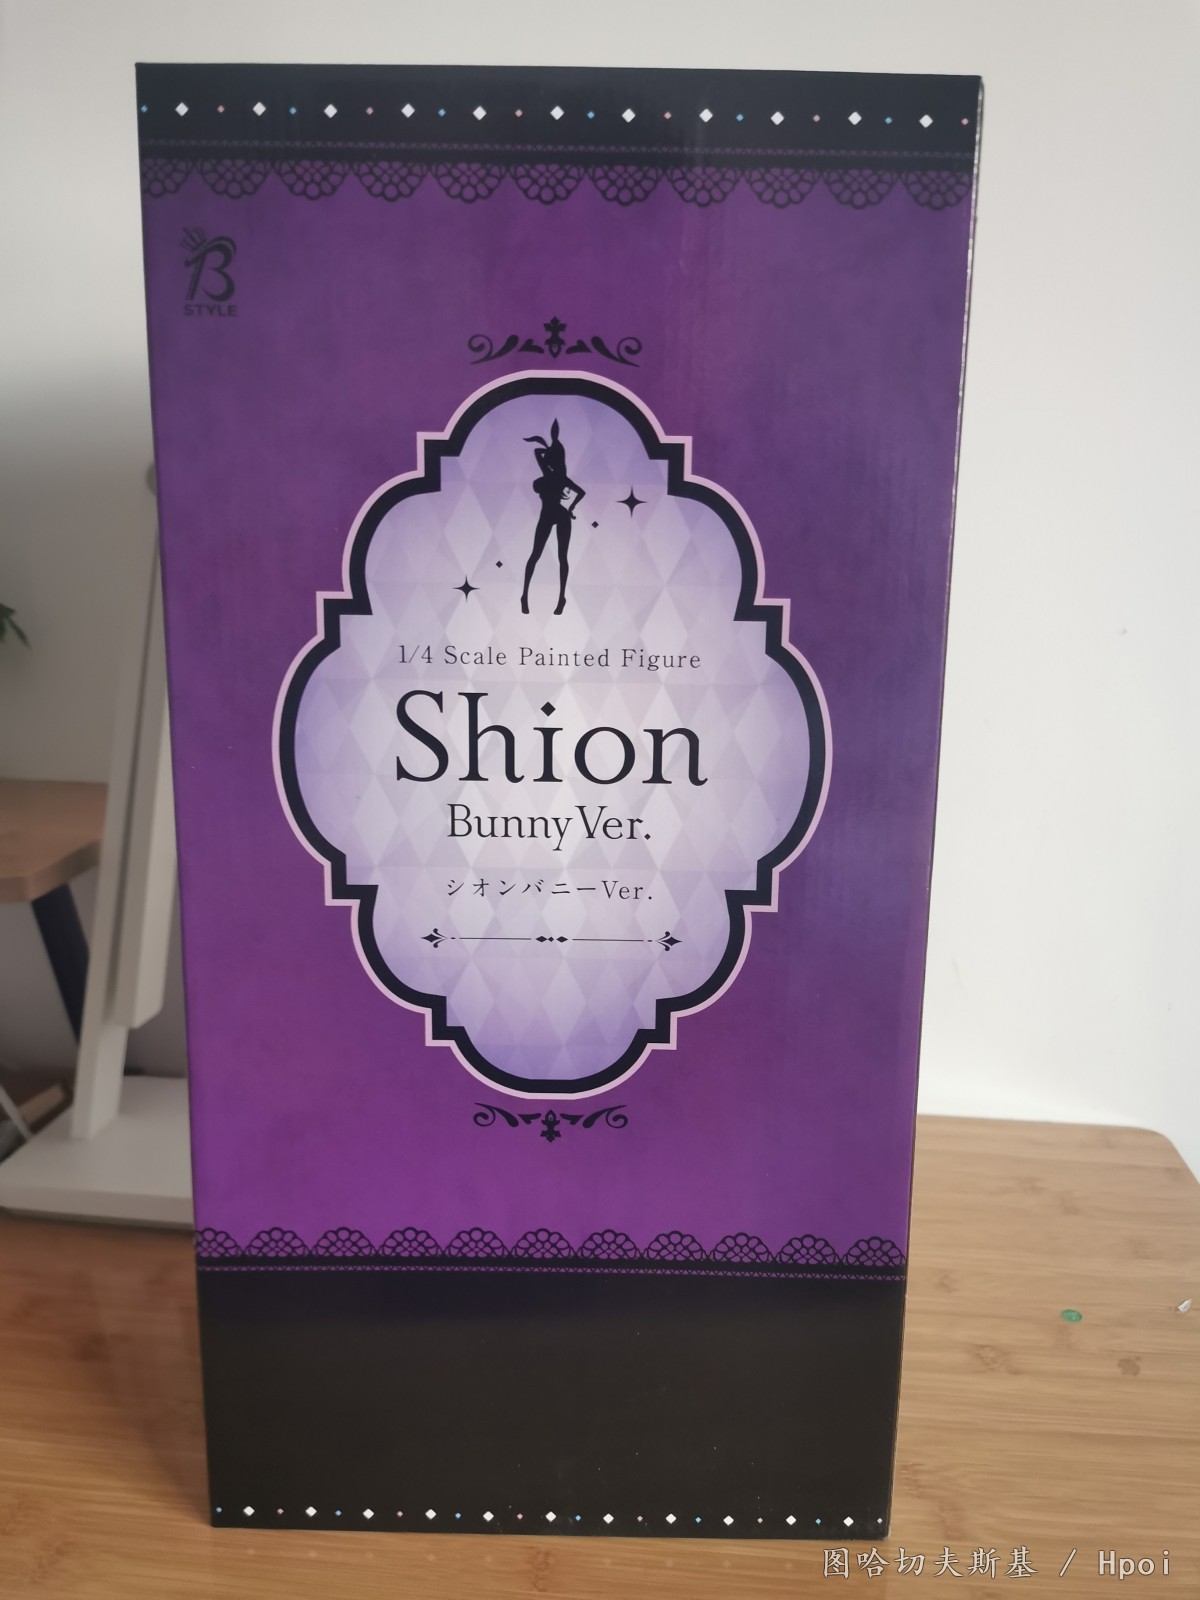 B
STYLE
1/4 Scale Painted Figure
Shion
Bunny Ver.
シオンバニーVer.
图哈切夫斯基 / Hpoi